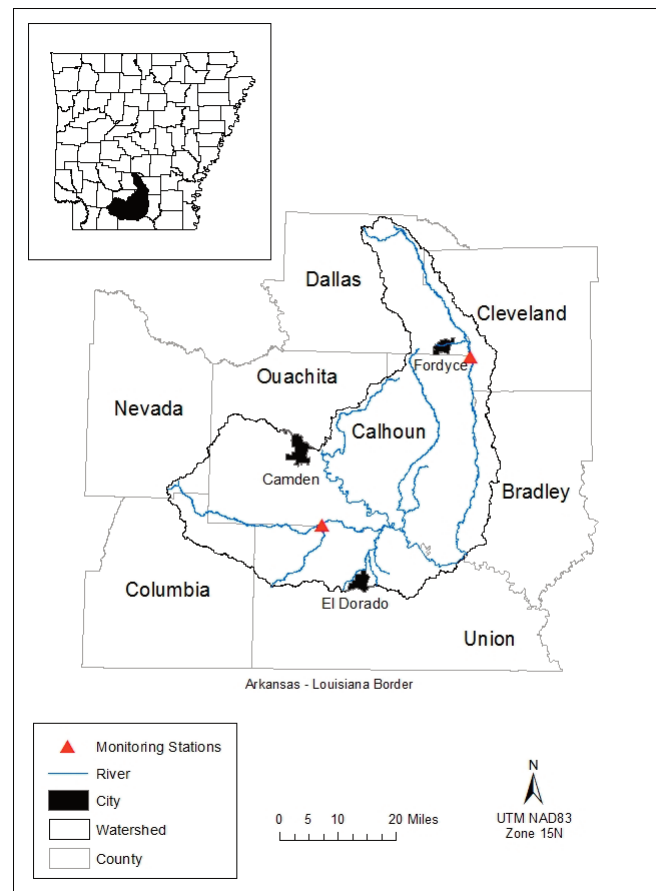 Dallas
Cleveland
Fordyce
Ouachita
Nevada
Calhoun
Camden
Bradley
Columbia
El Dorado
Union
Arkansas - Louisiana Border
Monitoring Stations
River
City
Watershed
County
0 5 10 20 Miles
N
UTM NAD83
Zone 15N